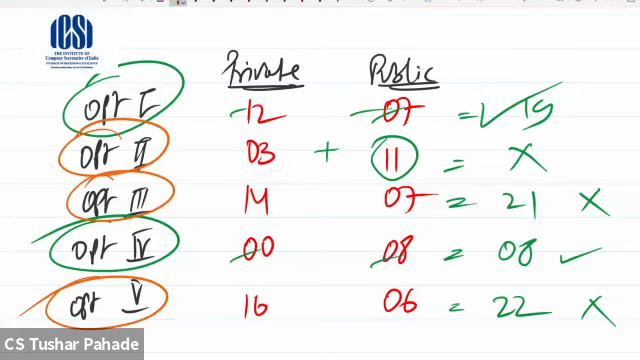 ICSI
THE INSTITUTE OF
Company Secretaries of India
Private Public
opt I 12 07 = ✓ 19
opt II 03 + 11 = X
opt III 14 07 = 21 X
opt IV 00 08 = 08 ✓
opt V 16 06 = 22 X
CS Tushar Pahade